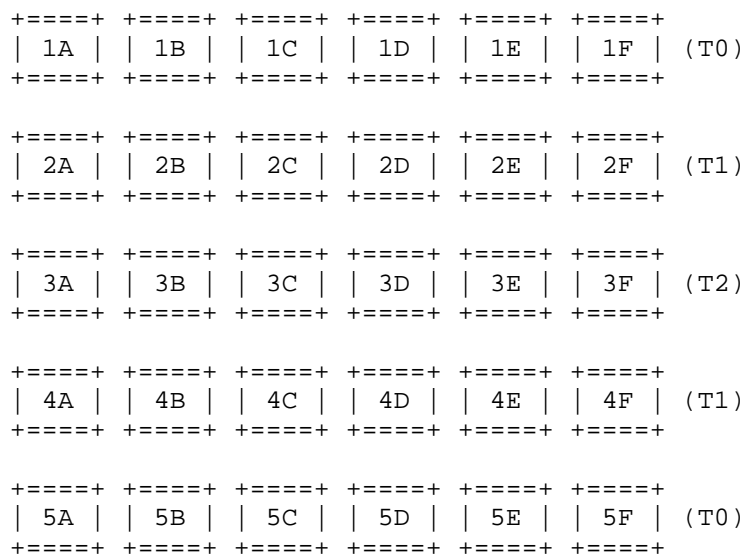 +====+ +====+ +====+ +====+ +====+ +====+
| 1A | | 1B | | 1C | | 1D | | 1E | | 1F | (T0)
+====+ +====+ +====+ +====+ +====+ +====+
+====+ +====+ +====+ +====+ +====+ +====+
| 2A | | 2B | | 2C | | 2D | | 2E | | 2F | (T1)
+====+ +====+ +====+ +====+ +====+ +====+
+====+ +====+ +====+ +====+ +====+ +====+
| 3A | | 3B | | 3C | | 3D | | 3E | | 3F | (T2)
+====+ +====+ +====+ +====+ +====+ +====+
+====+ +====+ +====+ +====+ +====+ +====+
| 4A | | 4B | | 4C | | 4D | | 4E | | 4F | (T1)
+====+ +====+ +====+ +====+ +====+ +====+
+====+ +====+ +====+ +====+ +====+ +====+
| 5A | | 5B | | 5C | | 5D | | 5E | | 5F | (T0)
+====+ +====+ +====+ +====+ +====+ +====+